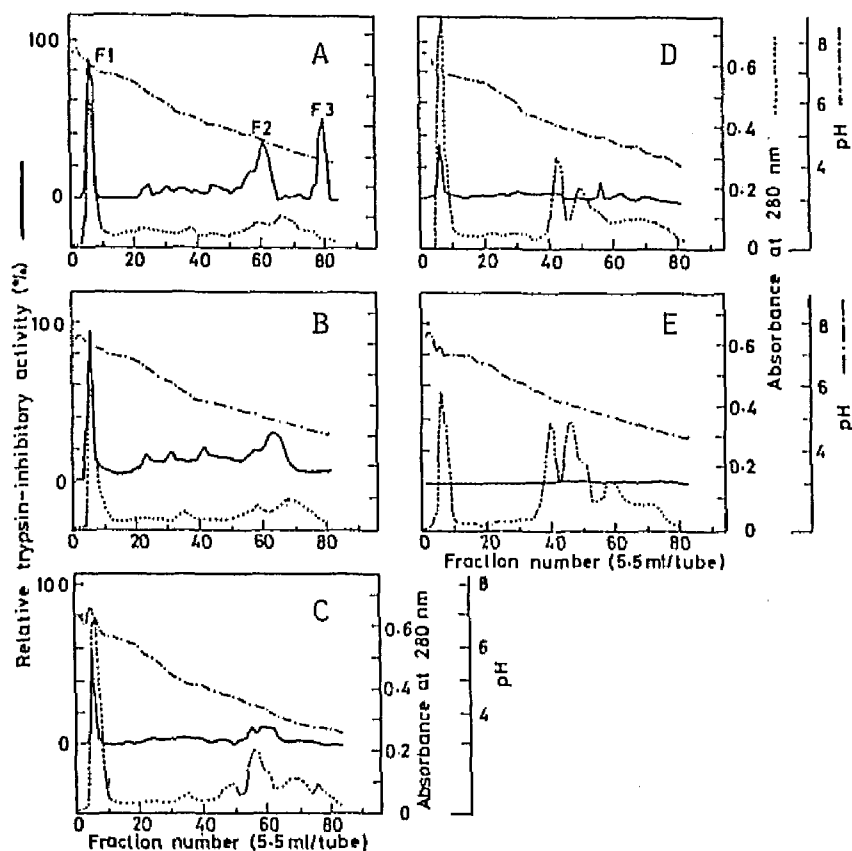 Relative trypsin-inhibitory activity (%)
100
0
A
F1
F2
F3
0 20 40 60 80
D
0.6
0.4
0.2
0
Absorbance at 280 nm
8
6
4
pH
0 20 40 60 80
B
100
0
0 20 40 60 80
E
0.6
0.4
0.2
0
8
6
4
pH
0 20 40 60 80
Fraction number (5.5ml/tube)
C
100
0
0.6
0.4
0.2
0
Absorbance at 280 nm
8
6
4
pH
0 20 40 60 80
Fraction number (5.5ml/tube)